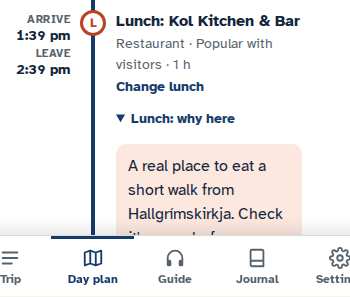 ARRIVE
1:39 pm
LEAVE
2:39 pm
L
Lunch: Kol Kitchen & Bar
Restaurant · Popular with
visitors · 1 h
Change lunch
▼ Lunch: why here
A real place to eat a
short walk from
Hallgrímskirkja. Check
Trip
Day plan
Guide
Journal
Settin